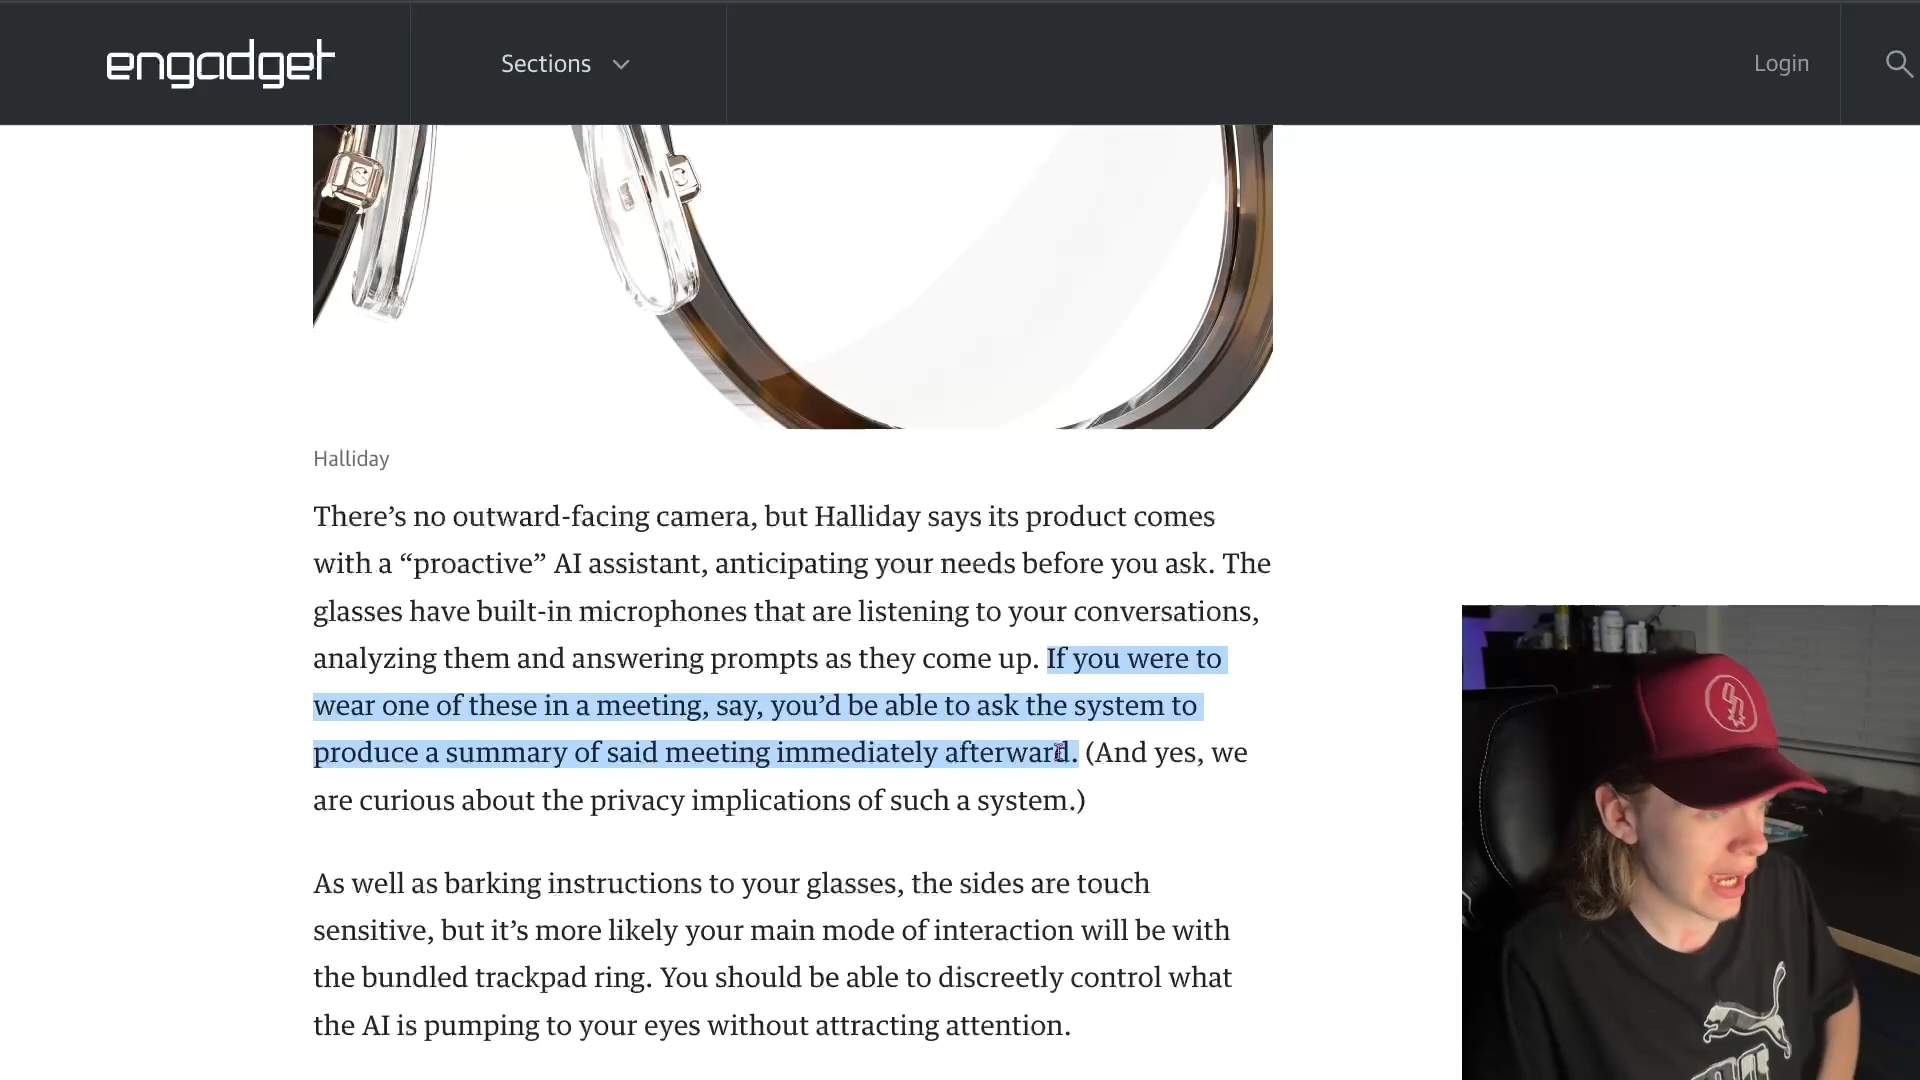 engadget
Sections
Login
Halliday
There’s no outward-facing camera, but Halliday says its product comes
with a “proactive” AI assistant, anticipating your needs before you ask. The
glasses have built-in microphones that are listening to your conversations,
analyzing them and answering prompts as they come up. If you were to
wear one of these in a meeting, say, you’d be able to ask the system to
produce a summary of said meeting immediately afterward. (And yes, we
are curious about the privacy implications of such a system.)
As well as barking instructions to your glasses, the sides are touch
sensitive, but it’s more likely your main mode of interaction will be with
the bundled trackpad ring. You should be able to discreetly control what
the AI is pumping to your eyes without attracting attention.